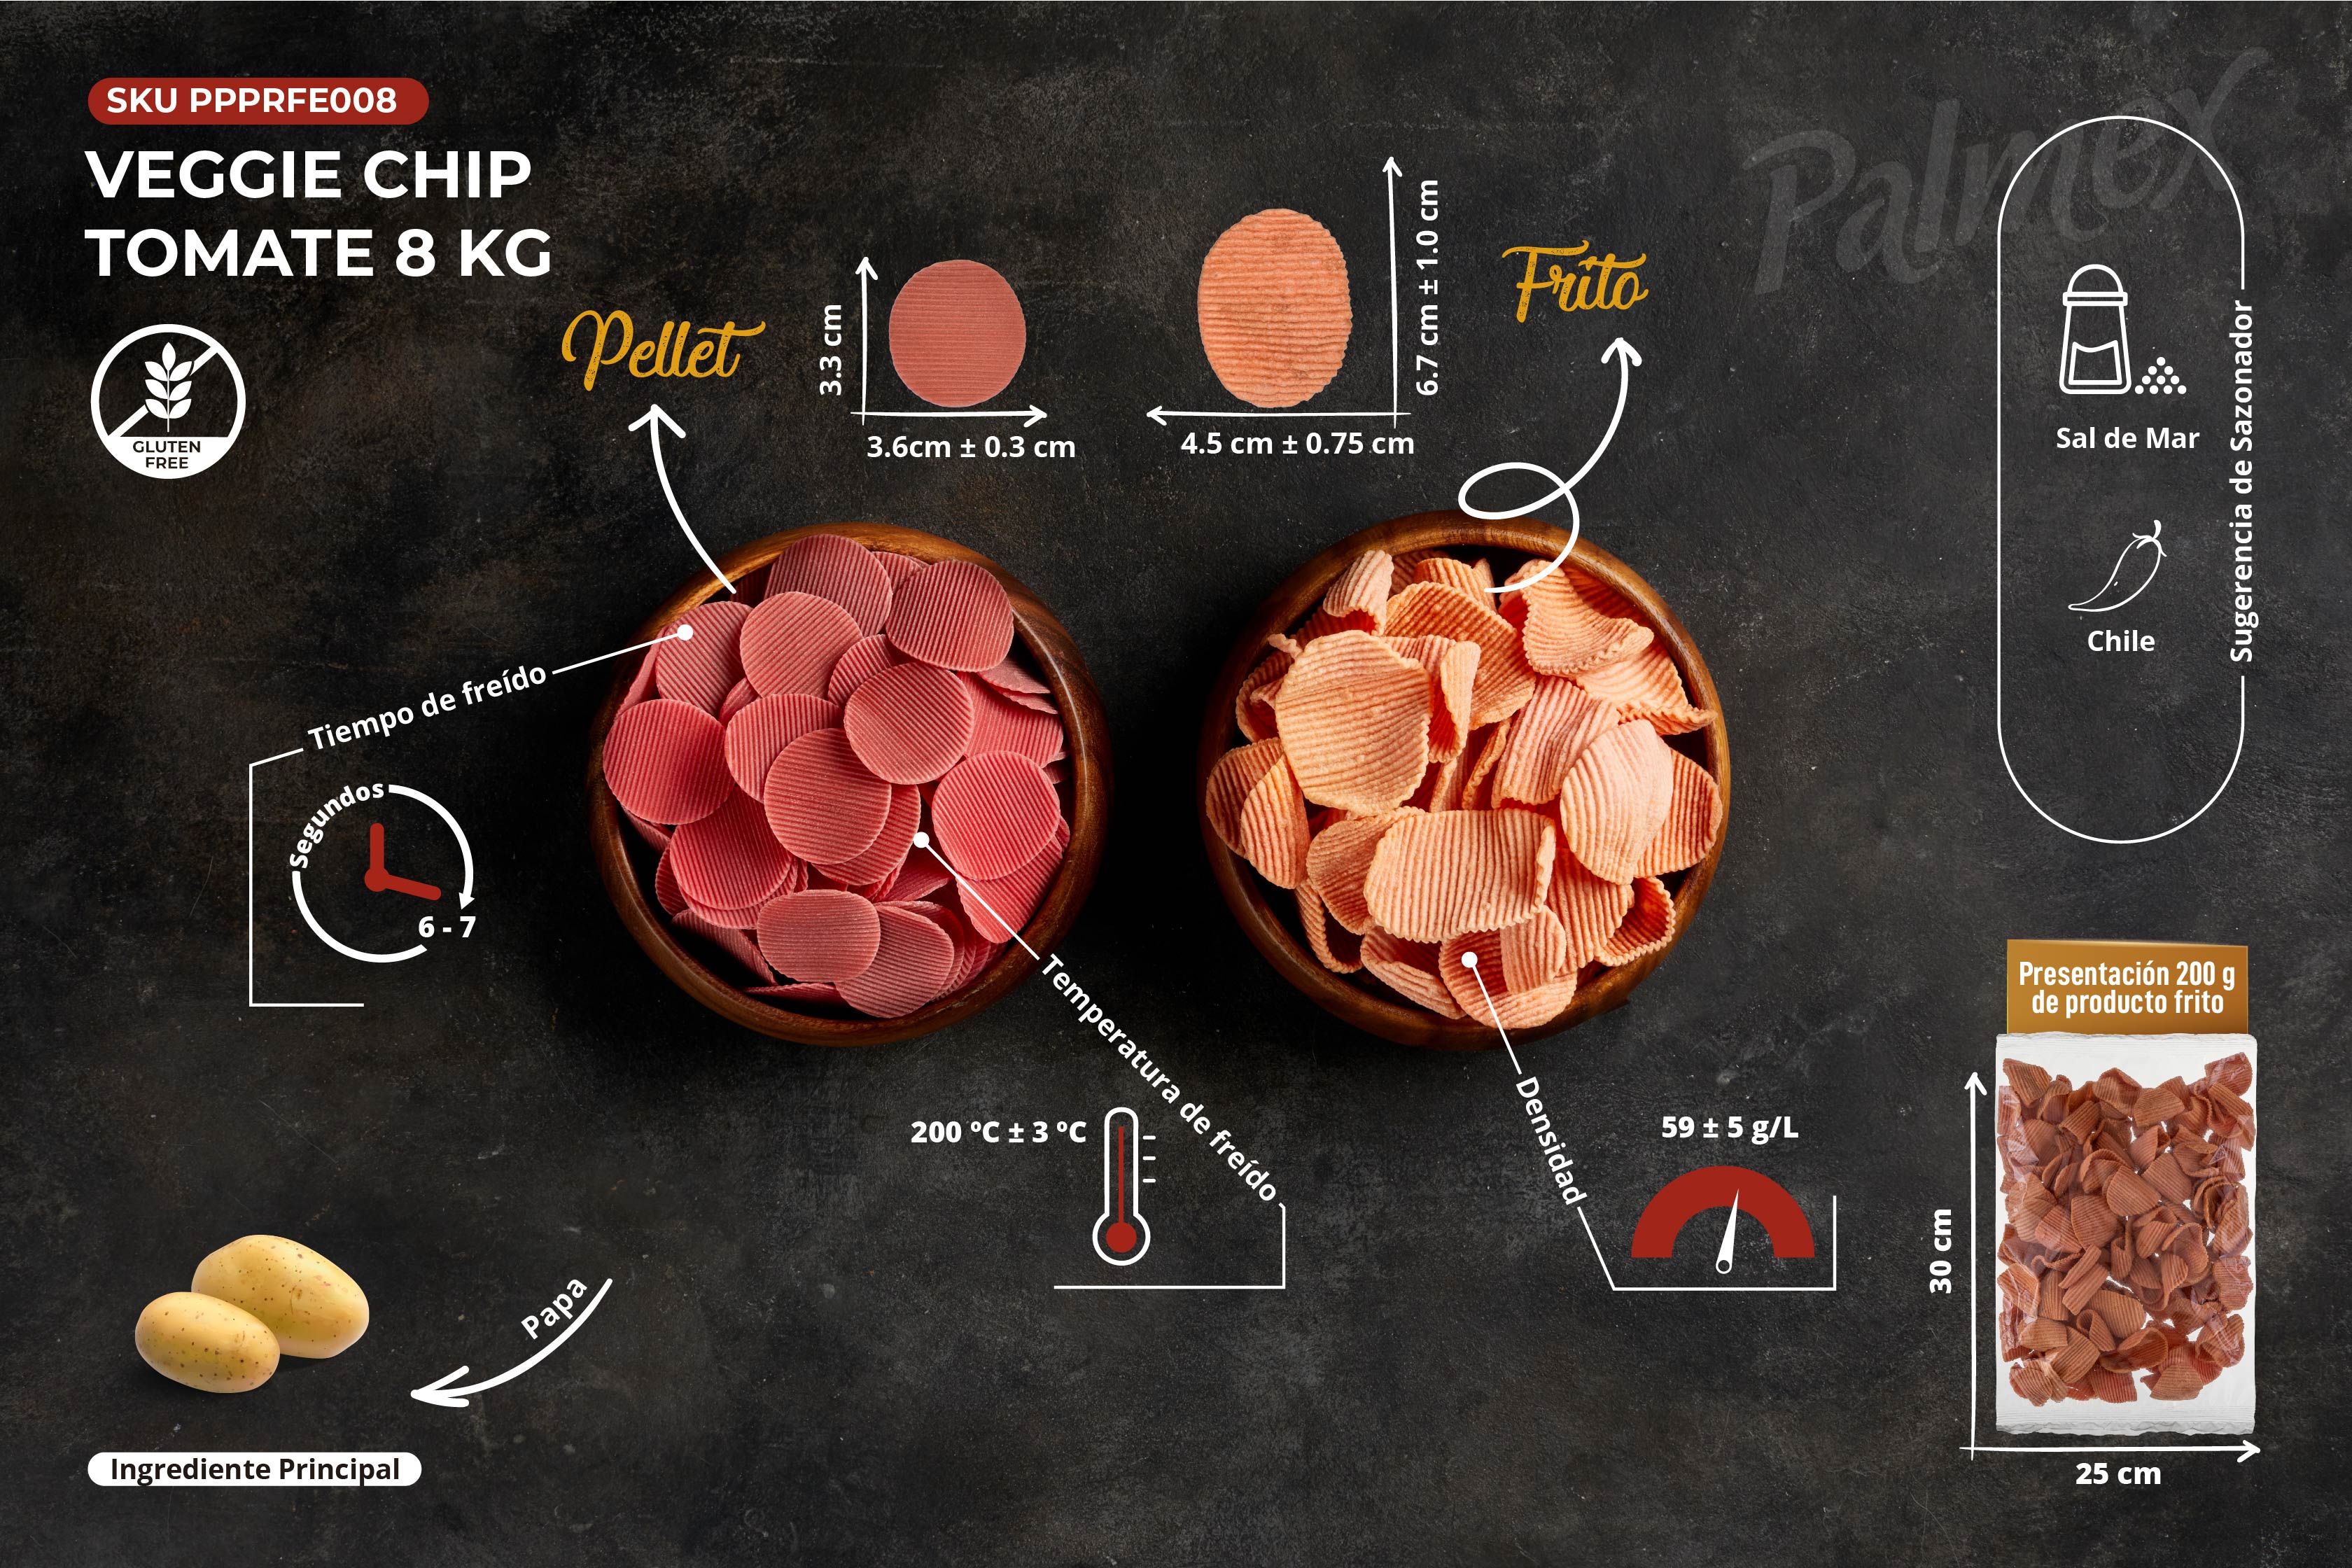 SKU PPPRFE008
VEGGIE CHIP
TOMATE 8 KG
GLUTEN
FREE
Pellet
3.3 cm
3.6cm ± 0.3 cm
4.5 cm ± 0.75 cm
6.7 cm ± 1.0 cm
Frito
Palmex
Sal de Mar
Chile
Sugerencia de Sazonador
Tiempo de freído
Segundos
6 - 7
Temperatura de freído
200 ºC ± 3 ºC
Densidad
59 ± 5 g/L
Presentación 200 g
de producto frito
30 cm
25 cm
Papa
Ingrediente Principal